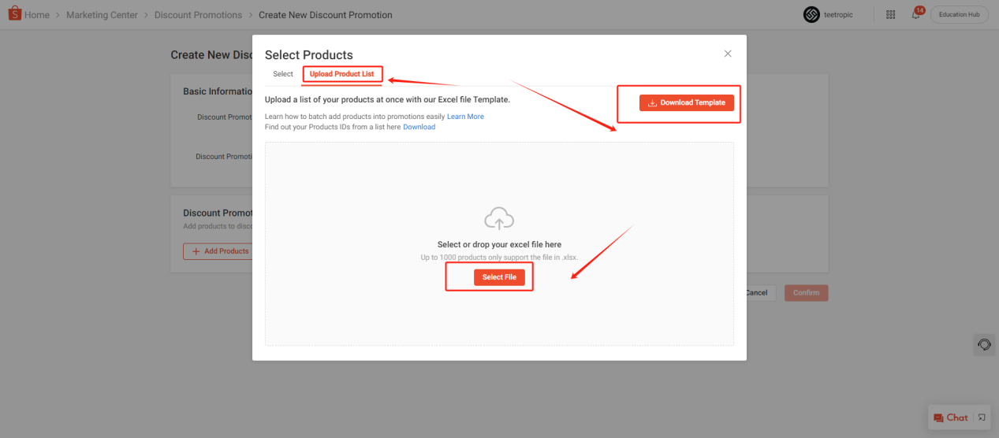 Home > Marketing Center > Discount Promotions > Create New Discount Promotion
teetropic
14
Education Hub
Create New Disc
Select Products
Select
Upload Product List
Basic Informatio
Upload a list of your products at once with our Excel file Template.
Download Template
Discount Promot
Learn how to batch add products into promotions easily Learn More
Find out your Products IDs from a list here Download
Discount Promoti
Discount Promot
Add products to disco
Select or drop your excel file here
+ Add Products
Up to 1000 products only support the file in .xlsx.
Select File
Cancel
Confirm
Chat